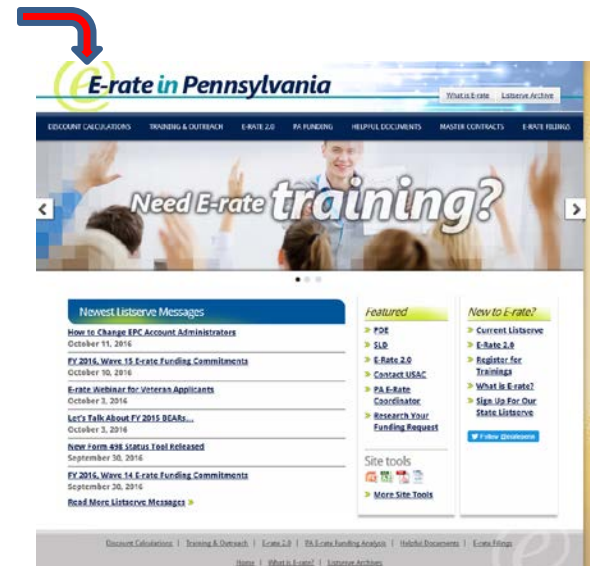 E-rate in Pennsylvania
What is E-rate Listserve Archive
DISCOUNT CALCULATIONS TRAINING & OUTREACH E-RATE 2.0 PA FUNDING HELPFUL DOCUMENTS MASTER CONTRACTS E-RATE FILINGS
Need E-rate training?
Newest Listserve Messages
How to Change EPC Account Administrators
October 11, 2016
FY 2016, Wave 15 E-rate Funding Commitments
October 10, 2016
E-rate Webinar for Veteran Applicants
October 3, 2016
Let's Talk About FY 2015 BEARs...
October 3, 2016
New Form 498 Status Tool Released
September 30, 2016
FY 2016, Wave 14 E-rate Funding Commitments
September 30, 2016
Read More Listserve Messages »
Featured
» PDE
» SLD
» E-Rate 2.0
» Contact USAC
» PA E-Rate
Coordinator
» Research Your
Funding Request
Site tools
» More Site Tools
New to E-rate?
» Current Listserve
» E-Rate 2.0
» Register for
Trainings
» What is E-rate?
» Sign Up For Our
State Listserve
Follow
Discount Calculations | Training & Outreach | E-rate 2.0 | PA E-rate Funding Analysis | Helpful Documents | E-rate Filings
Home | What is E-rate? | Listserve Archives